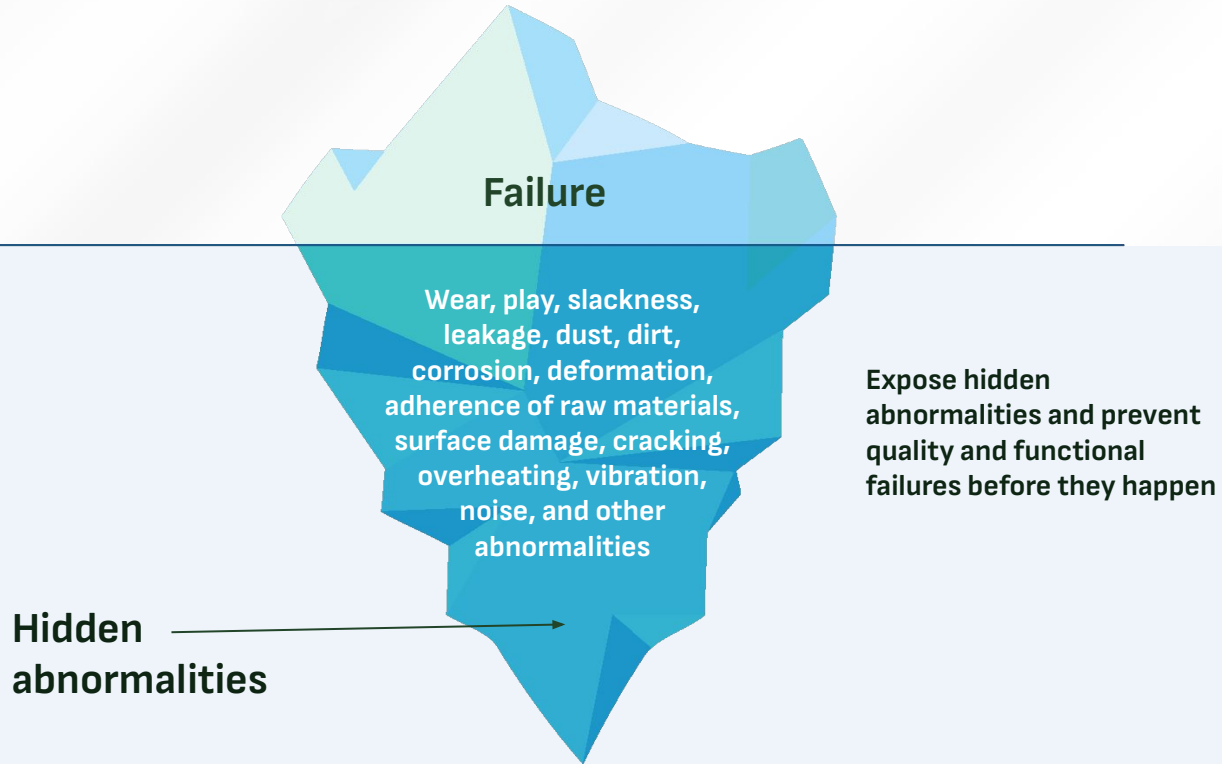 Failure
Wear, play, slackness,
leakage, dust, dirt,
corrosion, deformation,
adherence of raw materials,
surface damage, cracking,
overheating, vibration,
noise, and other
abnormalities
Expose hidden
abnormalities and prevent
quality and functional
failures before they happen
Hidden
abnormalities